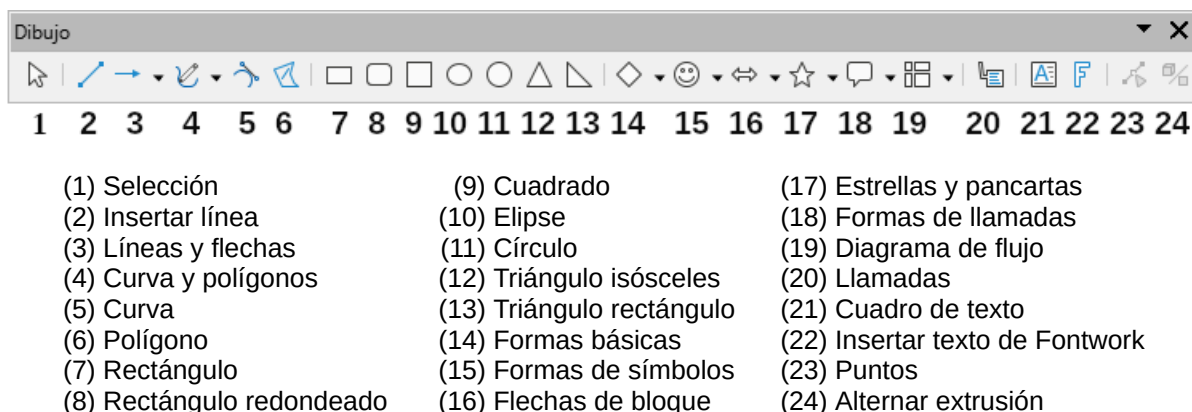 Dibujo
1 2 3 4 5 6 7 8 9 10 11 12 13 14 15 16 17 18 19 20 21 22 23 24
(1) Selección
(2) Insertar línea
(3) Líneas y flechas
(4) Curva y polígonos
(5) Curva
(6) Polígono
(7) Rectángulo
(8) Rectángulo redondeado
(9) Cuadrado
(10) Elipse
(11) Círculo
(12) Triángulo isósceles
(13) Triángulo rectángulo
(14) Formas básicas
(15) Formas de símbolos
(16) Flechas de bloque
(17) Estrellas y pancartas
(18) Formas de llamadas
(19) Diagrama de flujo
(20) Llamadas
(21) Cuadro de texto
(22) Insertar texto de Fontwork
(23) Puntos
(24) Alternar extrusión